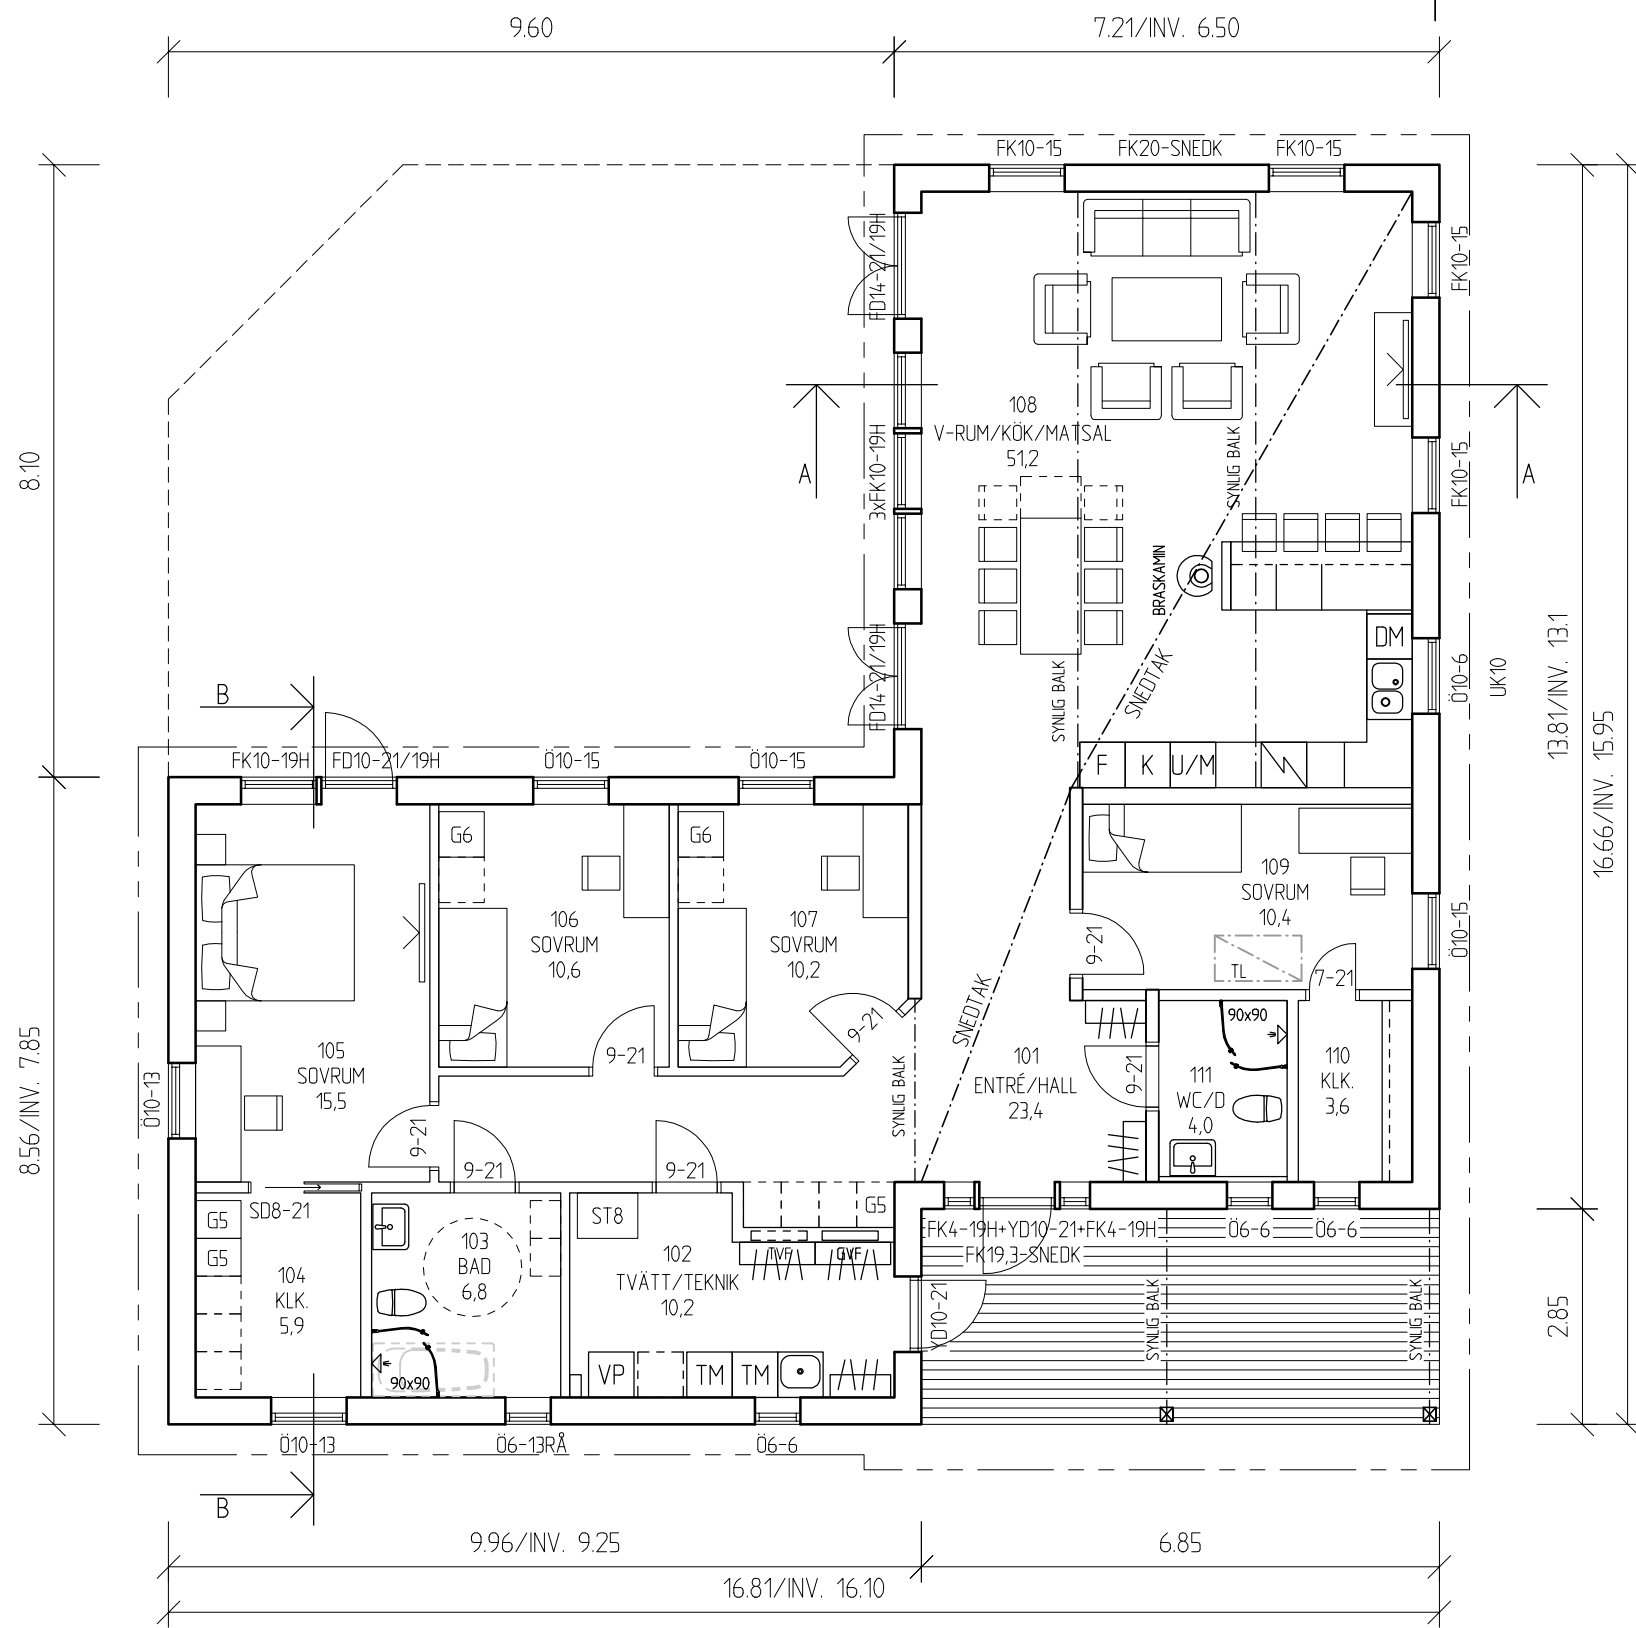 9.60
7.21/INV. 6.50
FK10-15
FK20-SNEDK
FK10-15
FD14-21/19H
FK10-15
8.10
108
V-RUM/KÖK/MATSAL
51,2
A
A
3xFK10-19H
SYNLIG BALK
FK10-15
BRASKAMIN
FD14-21/19H
SYNLIG BALK
SNEDTAK
DM
Ö10-6
UK10
13.81/INV. 13.1
16.66/INV. 15.95
B
FK10-19H
FD10-21/19H
Ö10-15
Ö10-15
F
K
U/M
G6
G6
106
SOVRUM
10,6
107
SOVRUM
10,2
109
SOVRUM
10,4
9-21
TL
7-21
Ö10-15
SNEDTAK
9-21
9-21
8.56/INV. 7.85
Ö10-13
105
SOVRUM
15,5
SYNLIG BALK
101
ENTRÉ/HALL
23,4
9-21
90x90
111
WC/D
4,0
110
KLK.
3,6
9-21
9-21
9-21
SD8-21
G5
G5
ST8
G5
FK4-19H+YD10-21+FK4-19H
FK19,3-SNEDK
Ö6-6
Ö6-6
104
KLK.
5,9
103
BAD
6,8
102
TVÄTT/TEKNIK
10,2
TVF
GVF
YD10-21
SYNLIG BALK
SYNLIG BALK
2.85
90x90
VP
TM
TM
Ö10-13
Ö6-13RÅ
Ö6-6
B
9.96/INV. 9.25
6.85
16.81/INV. 16.10